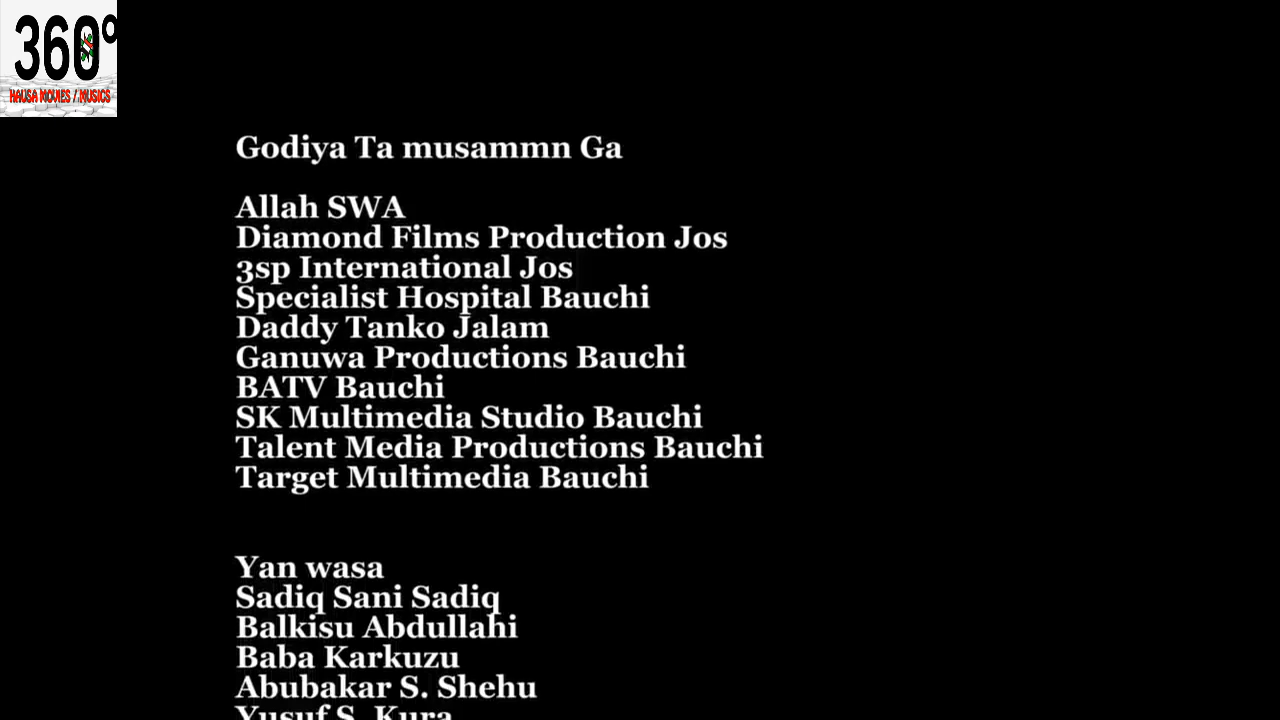 360°
HAUSA MOVIES / MUSICS
Godiya Ta musammn Ga
Allah SWA
Diamond Films Production Jos
3sp International Jos
Specialist Hospital Bauchi
Daddy Tanko Jalam
Ganuwa Productions Bauchi
BATV Bauchi
SK Multimedia Studio Bauchi
Talent Media Productions Bauchi
Target Multimedia Bauchi
Yan wasa
Sadiq Sani Sadiq
Balkisu Abdullahi
Baba Karkuzu
Abubakar S. Shehu
Yusuf S. Kura